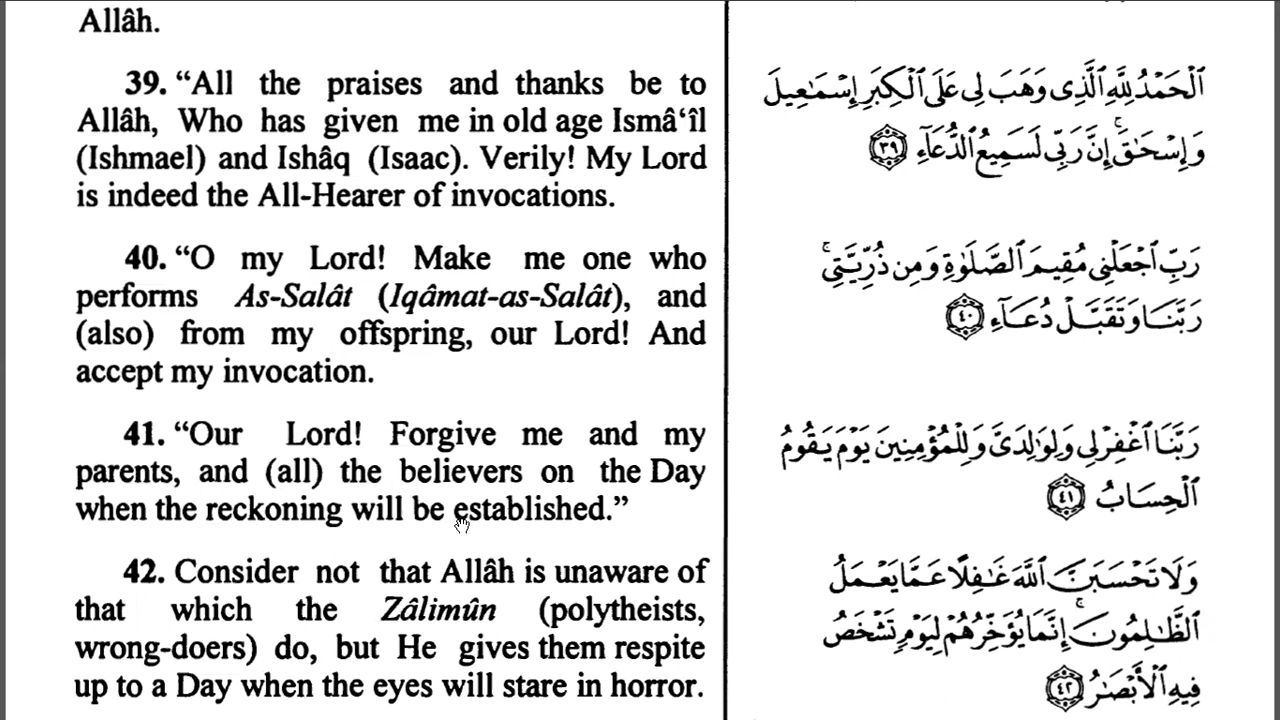 Allâh.
39. “All the praises and thanks be to
Allâh, Who has given me in old age Ismâ‘îl
(Ishmael) and Ishâq (Isaac). Verily! My Lord
is indeed the All-Hearer of invocations.
40. “O my Lord! Make me one who
performs As-Salât (Iqâmat-as-Salât), and
(also) from my offspring, our Lord! And
accept my invocation.
41. “Our Lord! Forgive me and my
parents, and (all) the believers on the Day
when the reckoning will be established.”
42. Consider not that Allâh is unaware of
that which the Zâlimûn (polytheists,
wrong-doers) do, but He gives them respite
up to a Day when the eyes will stare in horror.
ٱلْحَمْدُ لِلَّهِ ٱلَّذِى وَهَبَ لِى عَلَى ٱلْكِبَرِ إِسْمَـٰعِيلَ
وَإِسْحَـٰقَ ۚ إِنَّ رَبِّى لَسَمِيعُ ٱلدُّعَآءِ ٣٩
رَبِّ ٱجْعَلْنِى مُقِيمَ ٱلصَّلَوٰةِ وَمِن ذُرِّيَّتِى ۚ
رَبَّنَا وَتَقَبَّلْ دُعَآءِ ٤٠
رَبَّنَا ٱغْفِرْ لِى وَلِوَٰلِدَىَّ وَلِلْمُؤْمِنِينَ يَوْمَ يَقُومُ
ٱلْحِسَابُ ٤١
وَلَا تَحْسَبَنَّ ٱللَّهَ غَـٰفِلًا عَمَّا يَعْمَلُ
ٱلظَّـٰلِمُونَ ۚ إِنَّمَا يُؤَخِّرُهُمْ لِيَوْمٍ تَشْخَصُ
فِيهِ ٱلْأَبْصَـٰرُ ٤٢